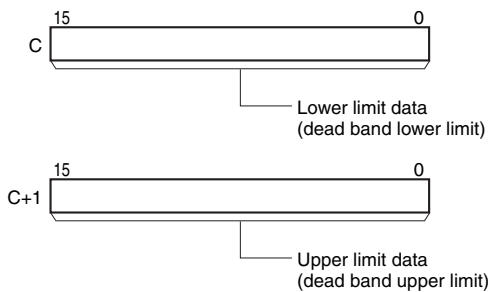 15 0
C
Lower limit data
(dead band lower limit)
15 0
C+1
Upper limit data
(dead band upper limit)